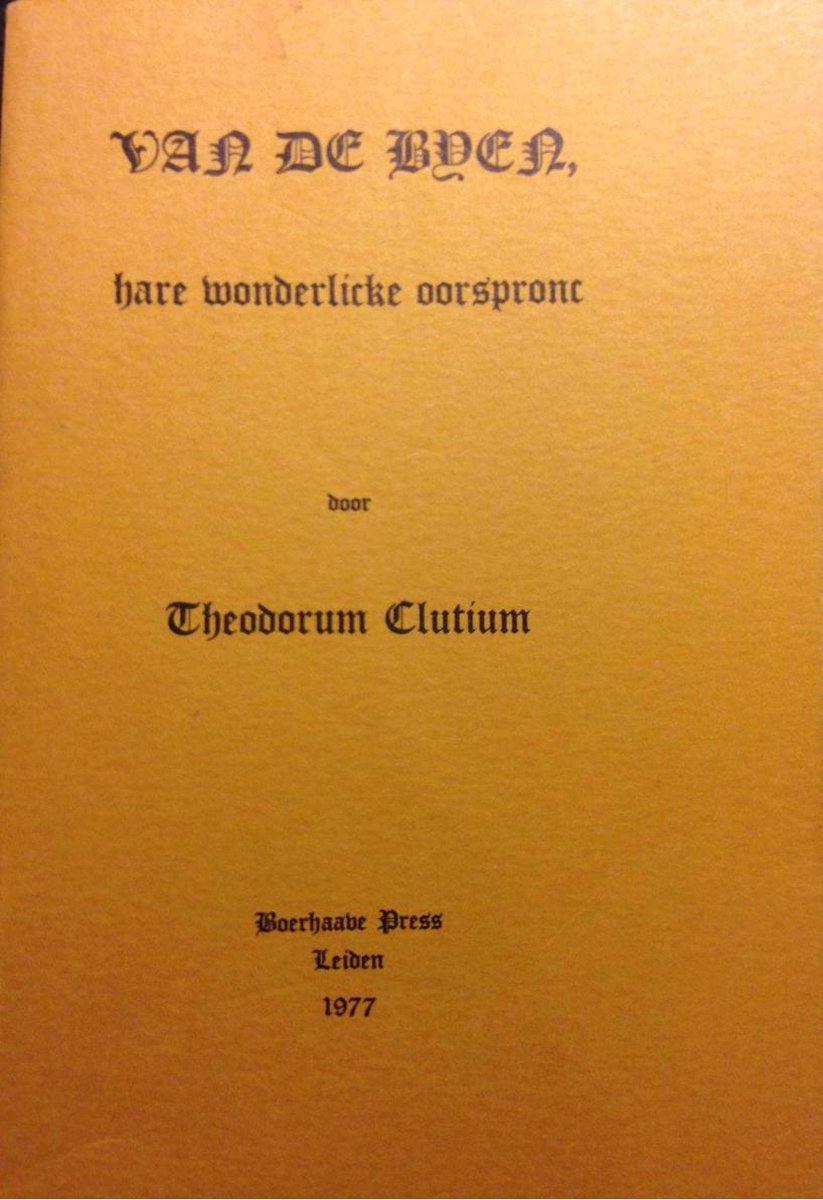 VAN DE BYEN,
hare wonderlicke oorspronc
door
Theodorum Clutium
Boerhaave Press
Leiden
1977